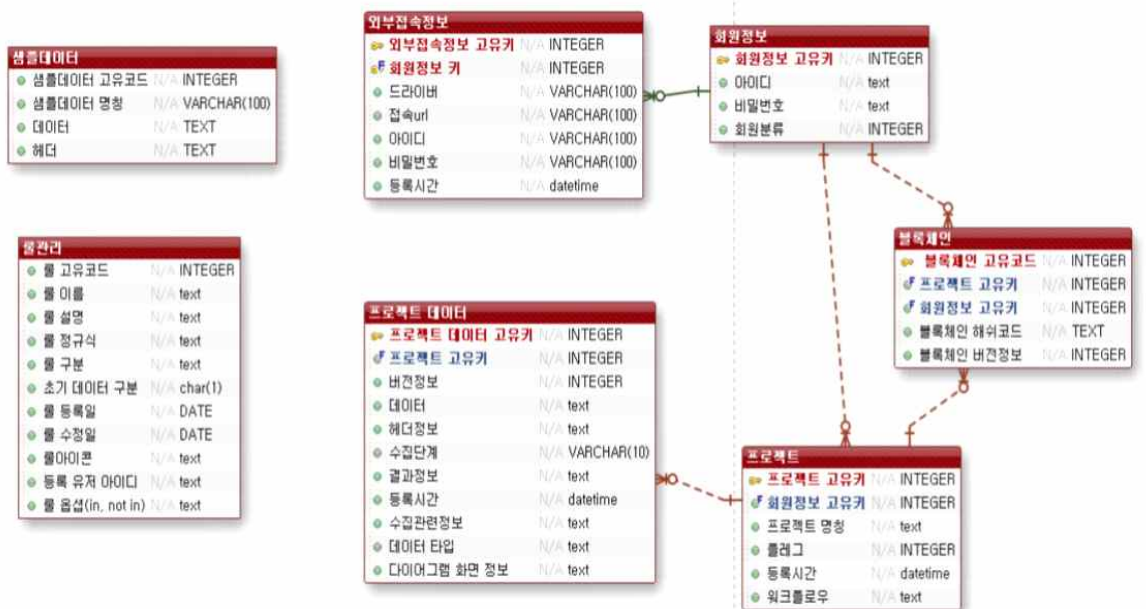 샘플데이터
샘플데이터 고유코드 N/A INTEGER
샘플데이터 명칭 N/A VARCHAR(100)
데이터 N/A TEXT
헤더 N/A TEXT
외부접속정보
외부접속정보 고유키 N/A INTEGER
회원정보 키 N/A INTEGER
드라이버 N/A VARCHAR(100)
접속url N/A VARCHAR(100)
아이디 N/A VARCHAR(100)
비밀번호 N/A VARCHAR(100)
등록시간 N/A datetime
회원정보
회원정보 고유키 N/A INTEGER
아이디 N/A text
비밀번호 N/A text
회원분류 N/A INTEGER
룰관리
룰 고유코드 N/A INTEGER
룰 이름 N/A text
룰 설명 N/A text
룰 정규식 N/A text
룰 구분 N/A text
초기 데이터 구분 N/A char(1)
룰 등록일 N/A DATE
룰 수정일 N/A DATE
룰아이콘 N/A text
등록 유저 아이디 N/A text
룰 옵션(in, not in) N/A text
프로젝트 데이터
프로젝트 데이터 고유키 N/A INTEGER
프로젝트 고유키 N/A INTEGER
버전정보 N/A INTEGER
데이터 N/A text
헤더정보 N/A text
수집단계 N/A VARCHAR(10)
결과정보 N/A text
등록시간 N/A datetime
수집관련정보 N/A text
데이터 타입 N/A text
다이어그램 화면 정보 N/A text
블록체인
블록체인 고유코드 N/A INTEGER
프로젝트 고유키 N/A INTEGER
회원정보 고유키 N/A INTEGER
블록체인 해쉬코드 N/A TEXT
블록체인 버전정보 N/A INTEGER
프로젝트
프로젝트 고유키 N/A INTEGER
회원정보 고유키 N/A INTEGER
프로젝트 명칭 N/A text
플레그 N/A INTEGER
등록시간 N/A datetime
워크플로우 N/A text